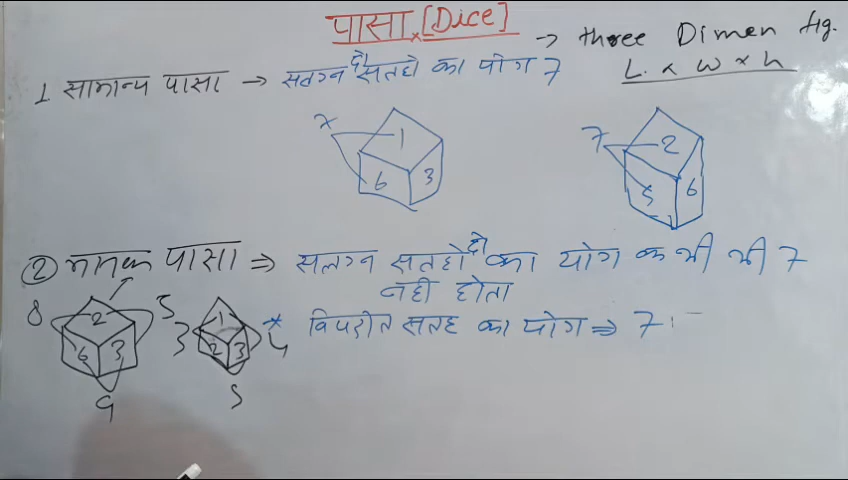 पासा [Dice]
→ three Dimen fig.
L × w × h
1 सामान्य पासा → सलग्न दो सतहो का योग 7
7 1 6 3
7 2 5 6
② मानक पासा ⇒ सलग्न सतहो दो का योग कभी भी 7
नही होता
* विपरीत सतह का योग ⇒ 7
8 2 5 6 3 9
3 1 4 2 3 5